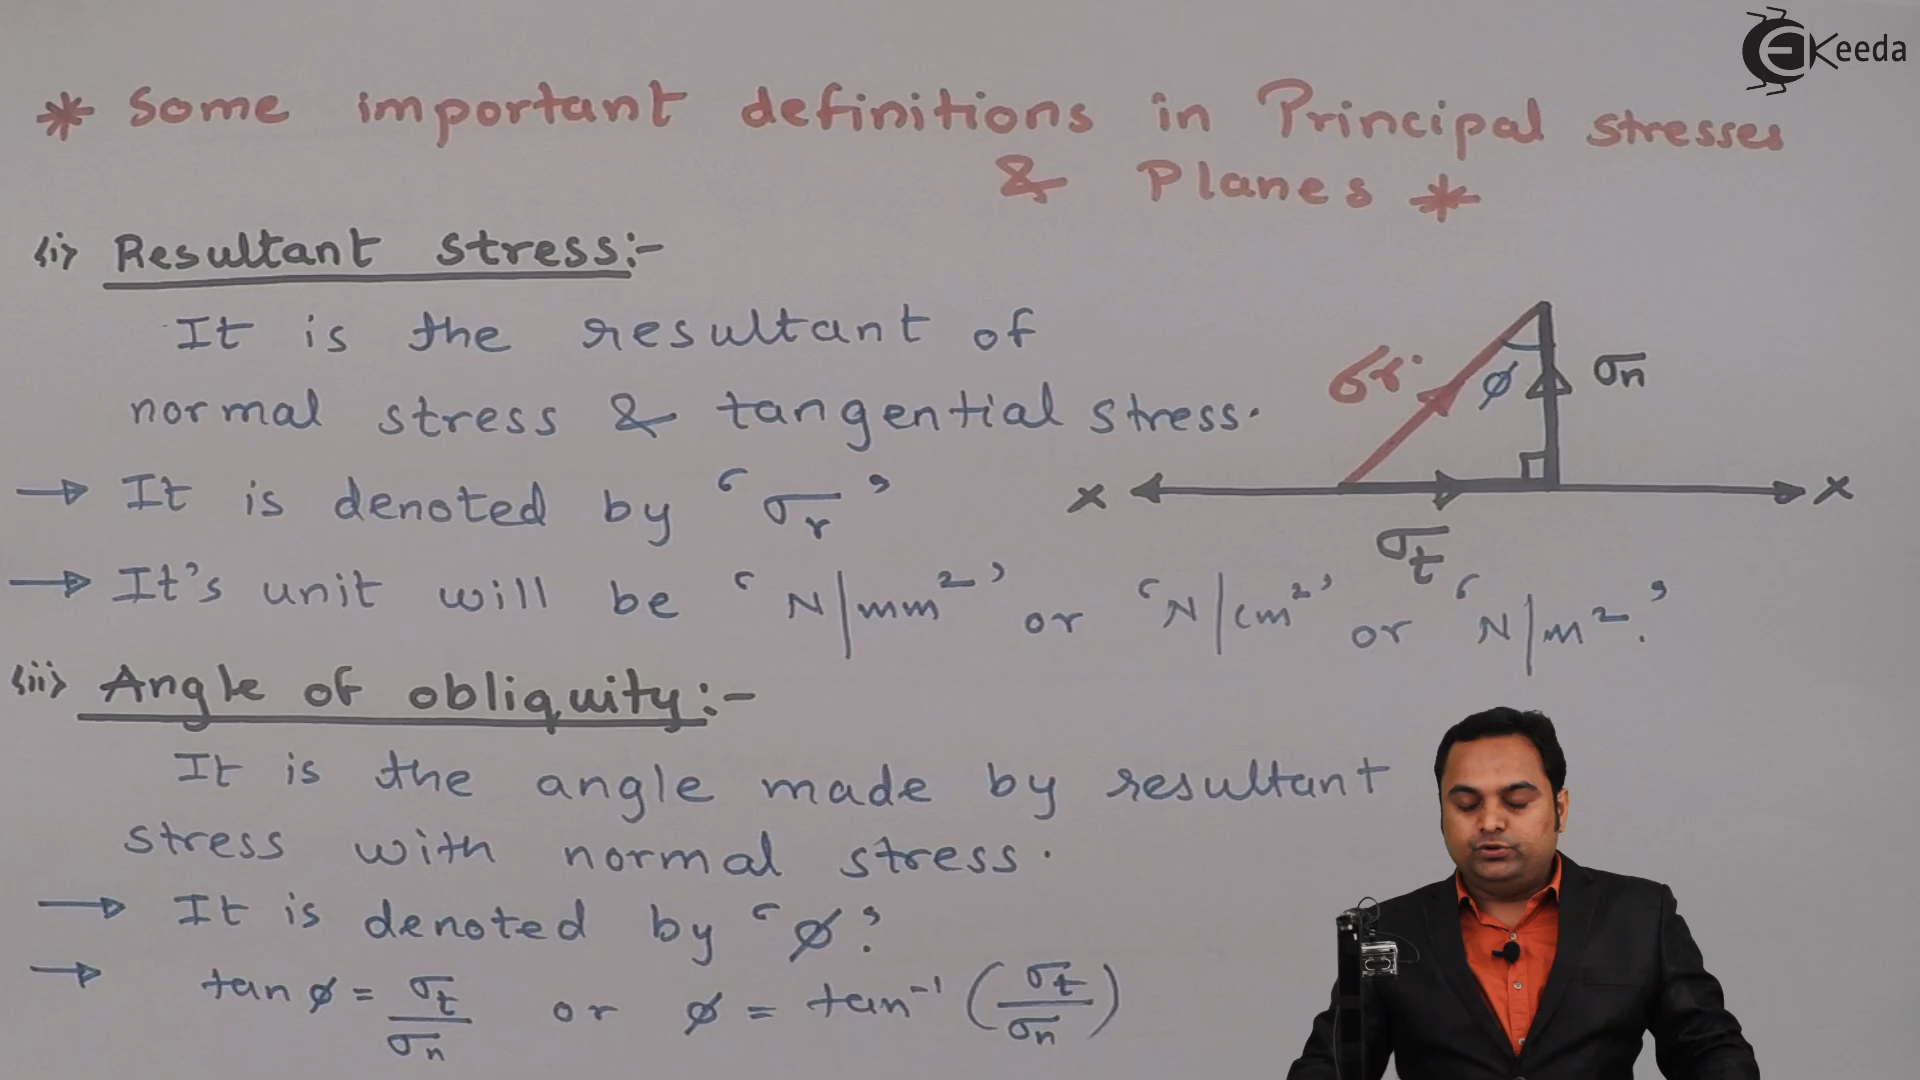 Keeda
* Some important definitions in Principal stresses
& Planes *
(i) Resultant stress:-
It is the resultant of
normal stress & tangential stress.
→ It is denoted by ‘σr’
→ It's unit will be ‘N/mm²’ or ‘N/cm²’ or ‘N/m².’
σr
ϕ
σn
x
x
σt
(ii) Angle of obliquity:-
It is the angle made by resultant
stress with normal stress.
→ It is denoted by ‘ϕ’.
→ tan ϕ = σt/σn or ϕ = tan⁻¹ (σt/σn)